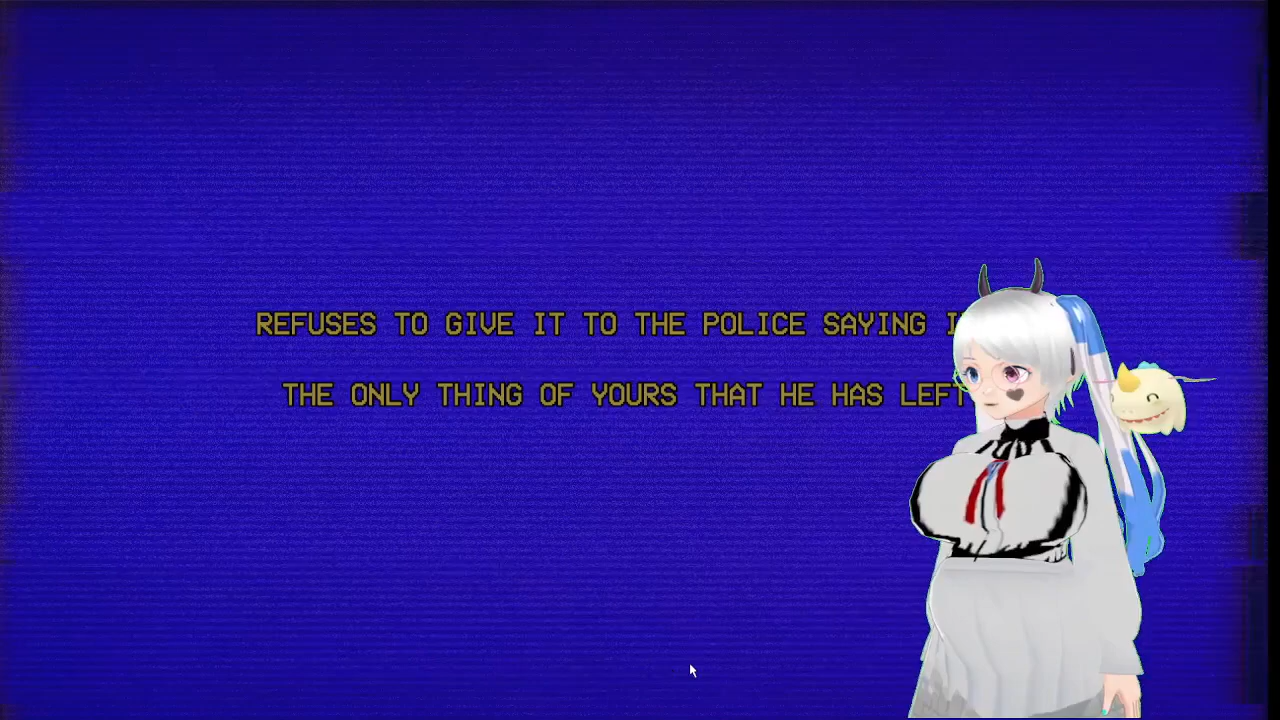 REFUSES TO GIVE IT TO THE POLICE SAYING
THE ONLY THING OF YOURS THAT HE HAS LEFT